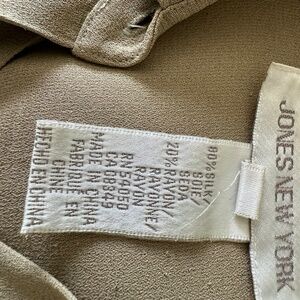 80% SILK/
SOIE/
SEDA
20% RAYON/
RAYONNE/
RAYON
RN 54050
CA 00843
MADE IN CHINA
FABRIQUE EN
CHINE
HECHO EN CHINA
JONES NEW YORK